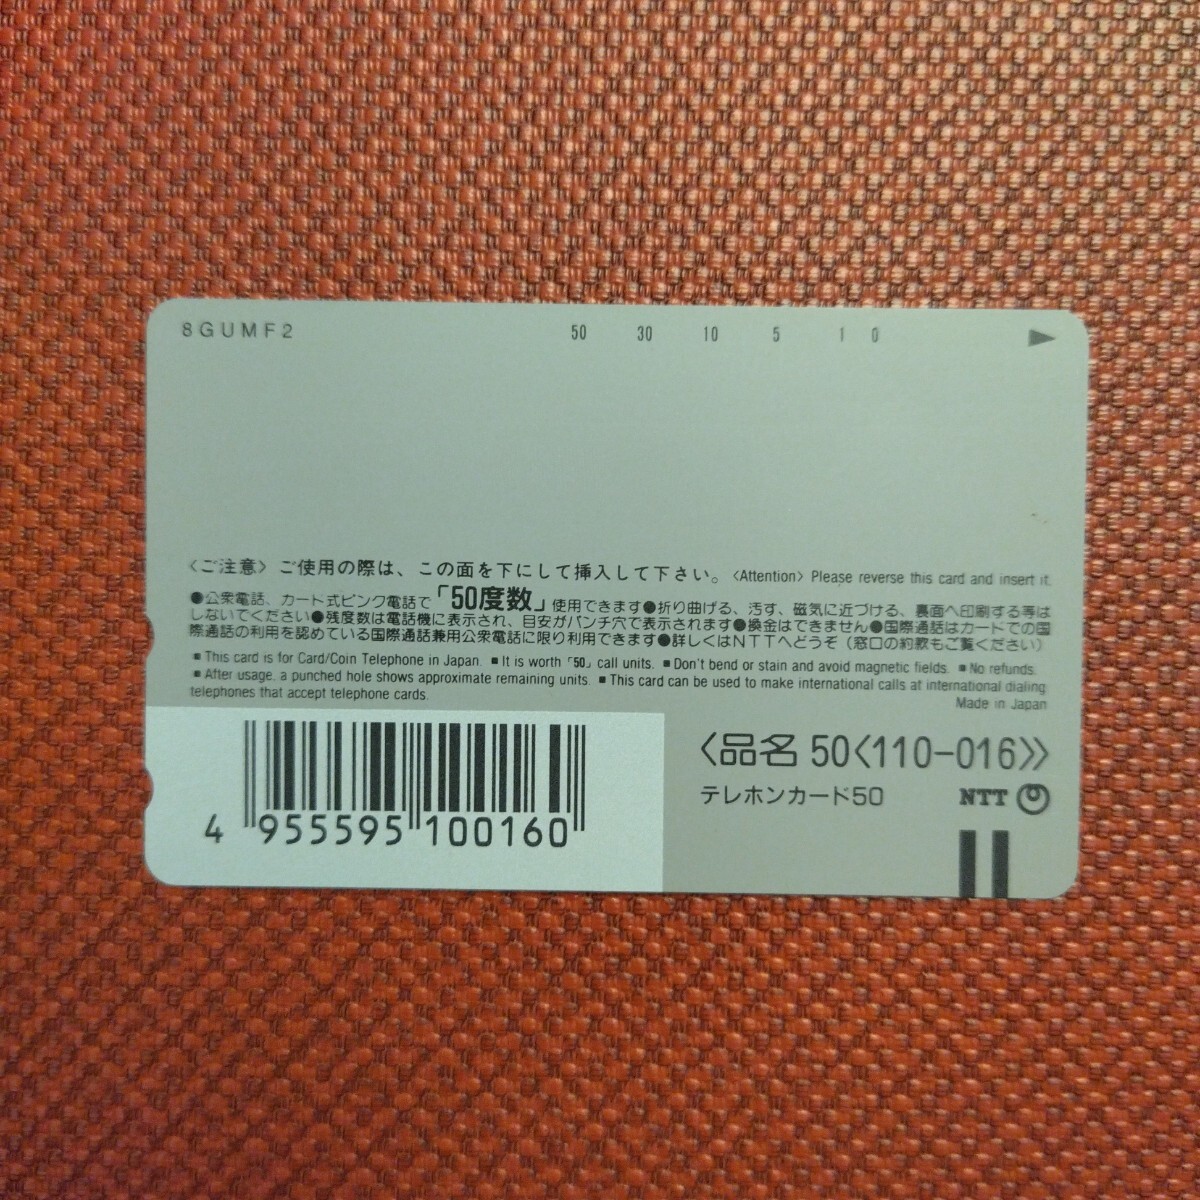 8GUMF2 50 30 10 5 1 0
〈ご注意〉ご使用の際は、この面を下にして挿入して下さい。〈Attention〉 Please reverse this card and insert it.
●公衆電話、カード式ピンク電話で「50度数」使用できます●折り曲げる、汚す、磁気に近づける、裏面へ印刷する等は
しないでください●残度数は電話機に表示され、目安がパンチ穴で表示されます●換金はできません●国際通話はカードでの国
際通話の利用を認めている国際通話兼用公衆電話に限り利用できます●詳しくはNTTへどうぞ（窓口の約款もご覧ください）
■ This card is for Card/Coin Telephone in Japan. ■ It is worth「50」call units. ■ Don't bend or stain and avoid magnetic fields. ■ No refunds.
■ After usage, a punched hole shows approximate remaining units. ■ This card can be used to make international calls at international dialing
telephones that accept telephone cards.
Made in Japan
〈品名 50〈110-016〉〉
テレホンカード50 NTT
4 955595 100160